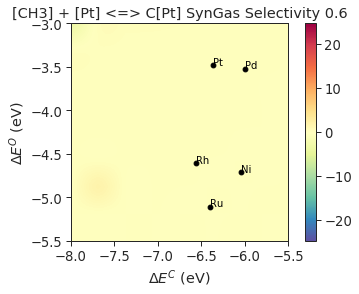 [CH3] + [Pt] <=> C[Pt] SynGas Selectivity 0.6
−3.0
−3.5
−4.0
−4.5
−5.0
−5.5
ΔE^O (eV)
Pt
Pd
Rh
Ni
Ru
−8.0 −7.5 −7.0 −6.5 −6.0 −5.5
ΔE^C (eV)
20
10
0
−10
−20